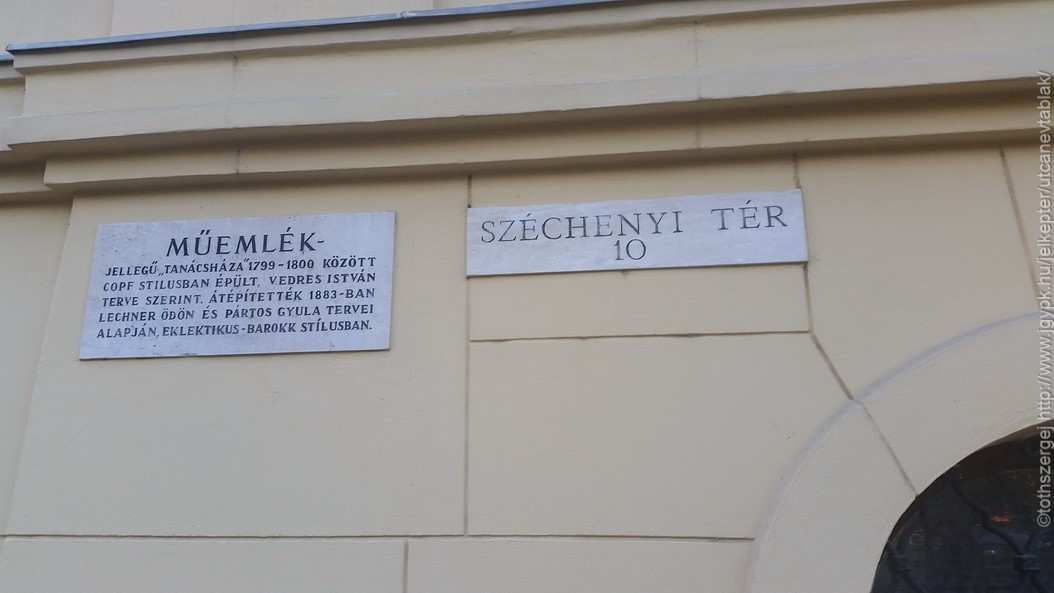 MŰEMLÉK-
JELLEGŰ „TANÁCSHÁZA" 1799-1800 KÖZÖTT
COPF STILUSBAN ÉPÜLT, VEDRES ISTVÁN
TERVE SZERINT. ÁTÉPÍTETTÉK 1883-BAN
LECHNER ÖDÖN ÉS PÁRTOS GYULA TERVEI
ALAPJÁN, EKLEKTIKUS-BAROKK STÍLUSBAN.
SZÉCHENYI TÉR
10
©tothszergej http://www.jgypk.hu/jelkepter/utcanevtablak/